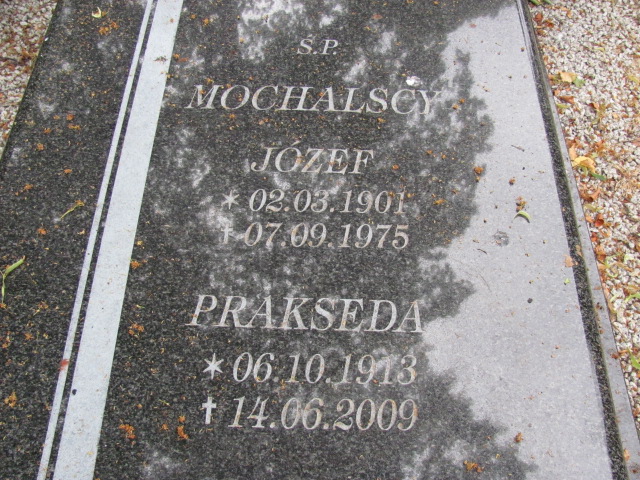 Ś.P.
MOCHALSCY
JÓZEF
✶ 02.03.1901
† 07.09.1975
PRAKSEDA
✶ 06.10.1913
† 14.06.2009